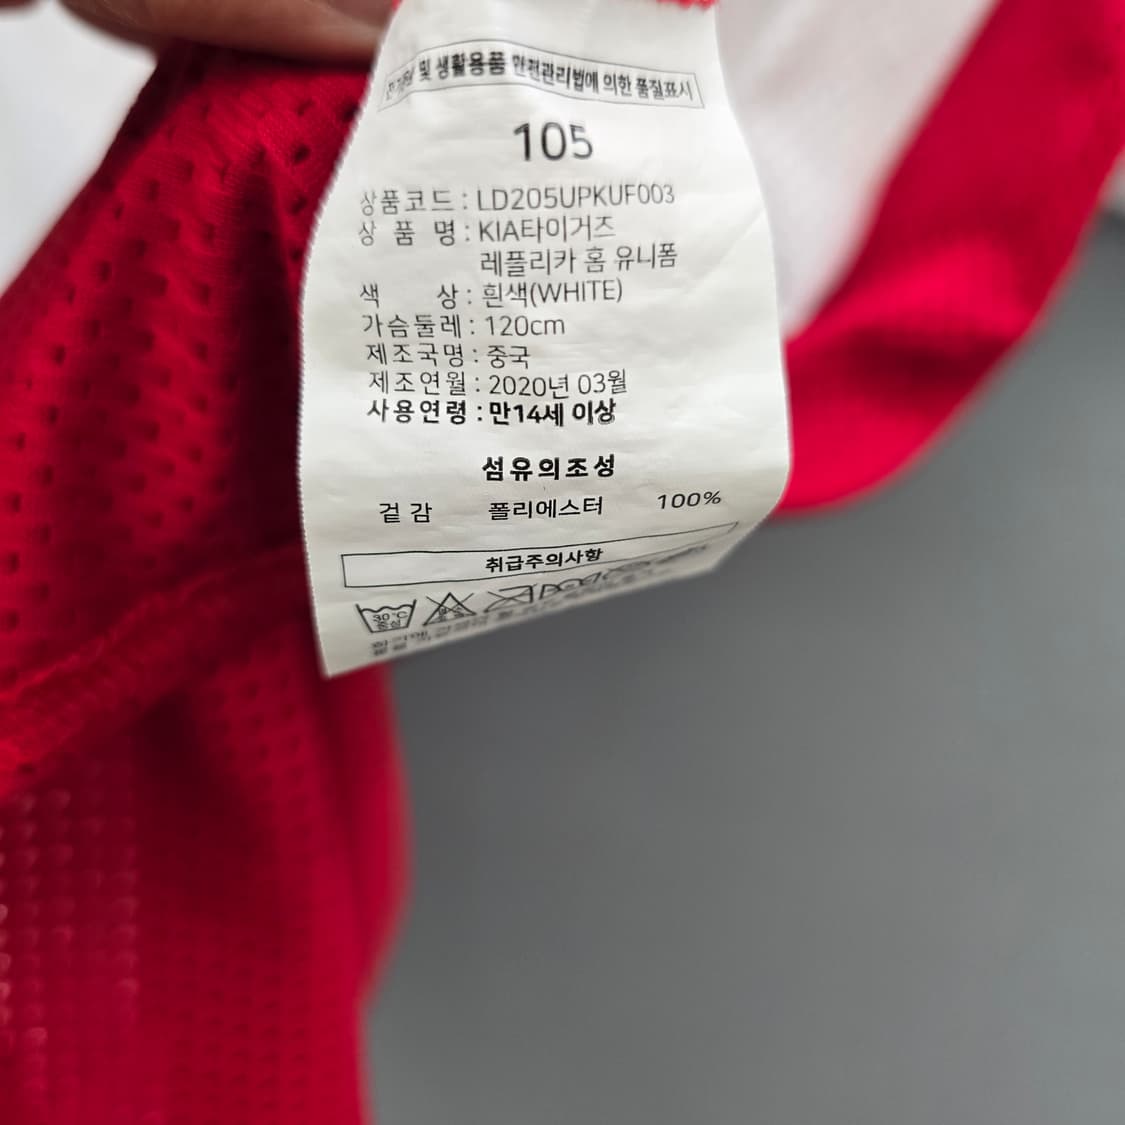 및 생활용품 안전관리법에 의한 품질표시
105
상품코드 : LD205UPKUF003
상 품 명 : KIA타이거즈
레플리카 홈 유니폼
색 상 : 흰색(WHITE)
가슴둘레 : 120cm
제조국명 : 중국
제조연월 : 2020년 03월
사용연령 : 만14세 이상
섬유의조성
겉감 폴리에스터 100%
취급주의사항
30℃
중성